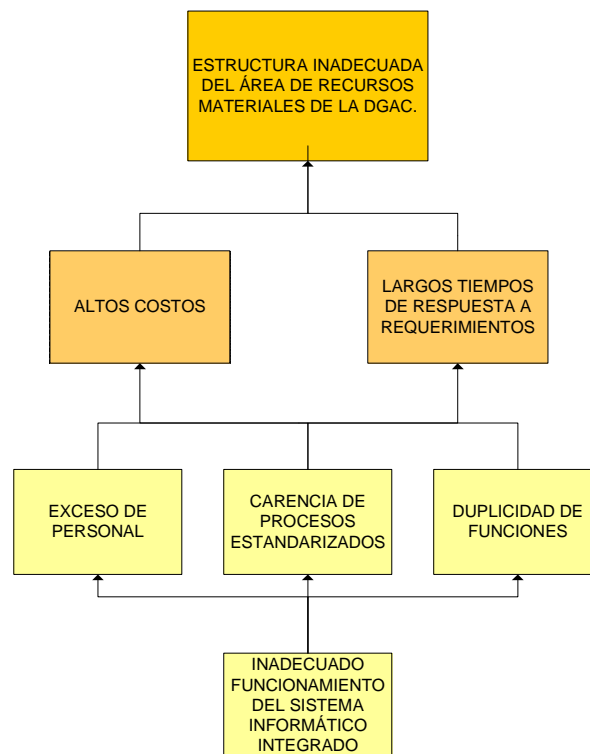 ESTRUCTURA INADECUADA
DEL ÁREA DE RECURSOS
MATERIALES DE LA DGAC.
ALTOS COSTOS
LARGOS TIEMPOS
DE RESPUESTA A
REQUERIMIENTOS
EXCESO DE
PERSONAL
CARENCIA DE
PROCESOS
ESTANDARIZADOS
DUPLICIDAD DE
FUNCIONES
INADECUADO
FUNCIONAMIENTO
DEL SISTEMA
INFORMÁTICO
INTEGRADO